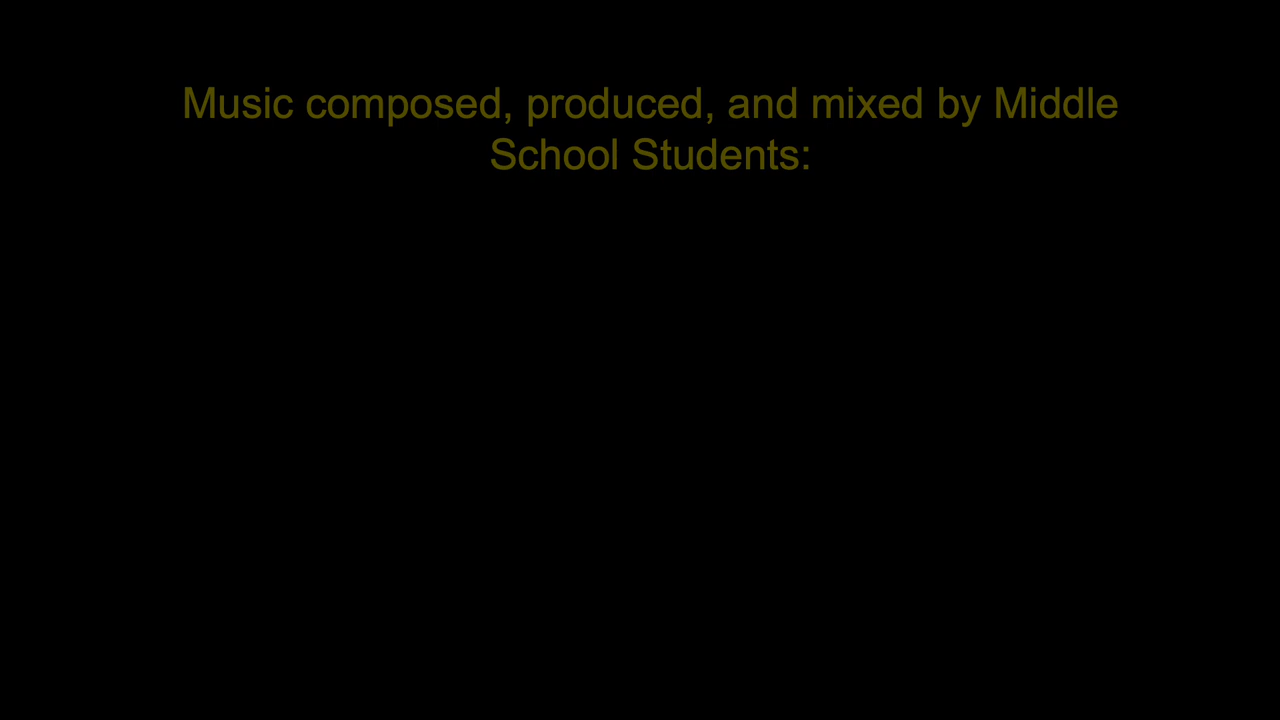 Music composed, produced, and mixed by Middle
School Students: